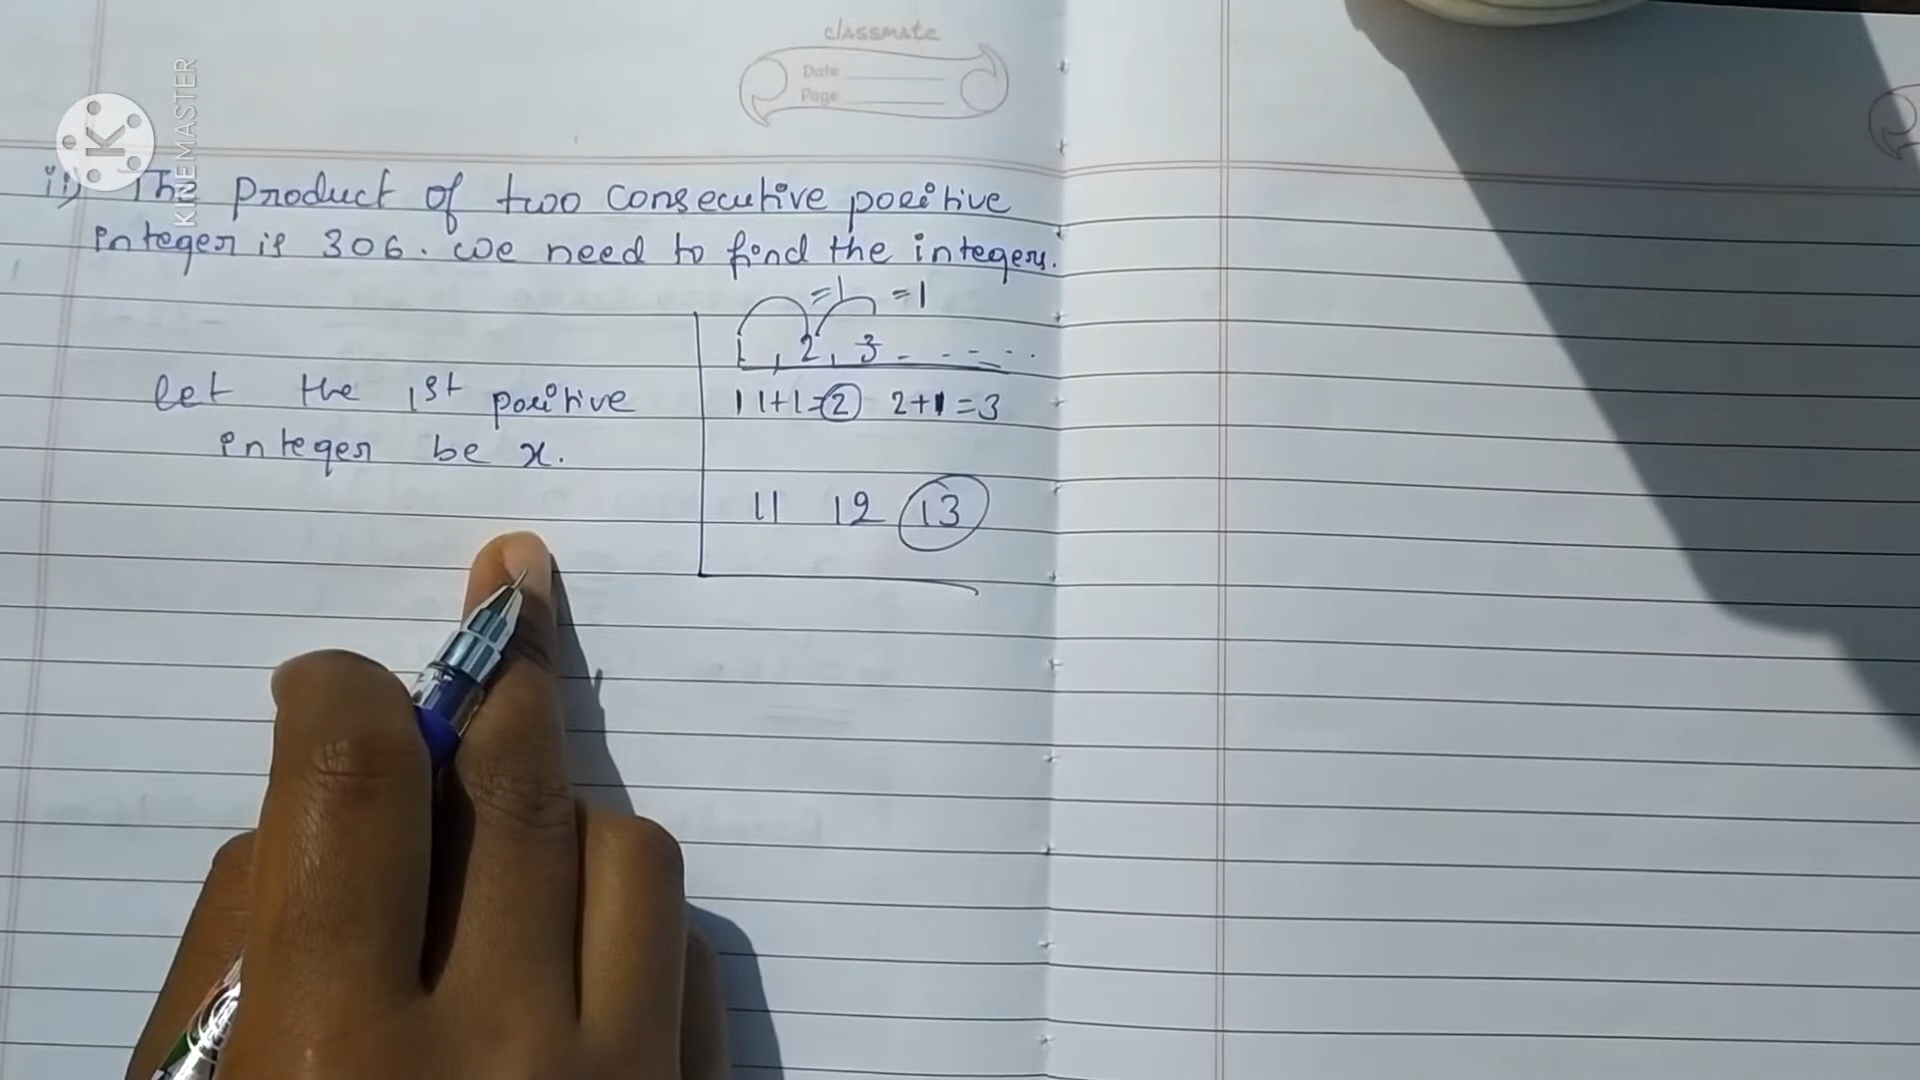 classmate
Date
Page
KINEMASTER
ii) The product of two consecutive positive
integer is 306. we need to find the integers.
=1 =1
1, 2, 3 - - - - . .
let the 1st positive
1 1+1=2 2+1=3
integer be x.
11 12 13